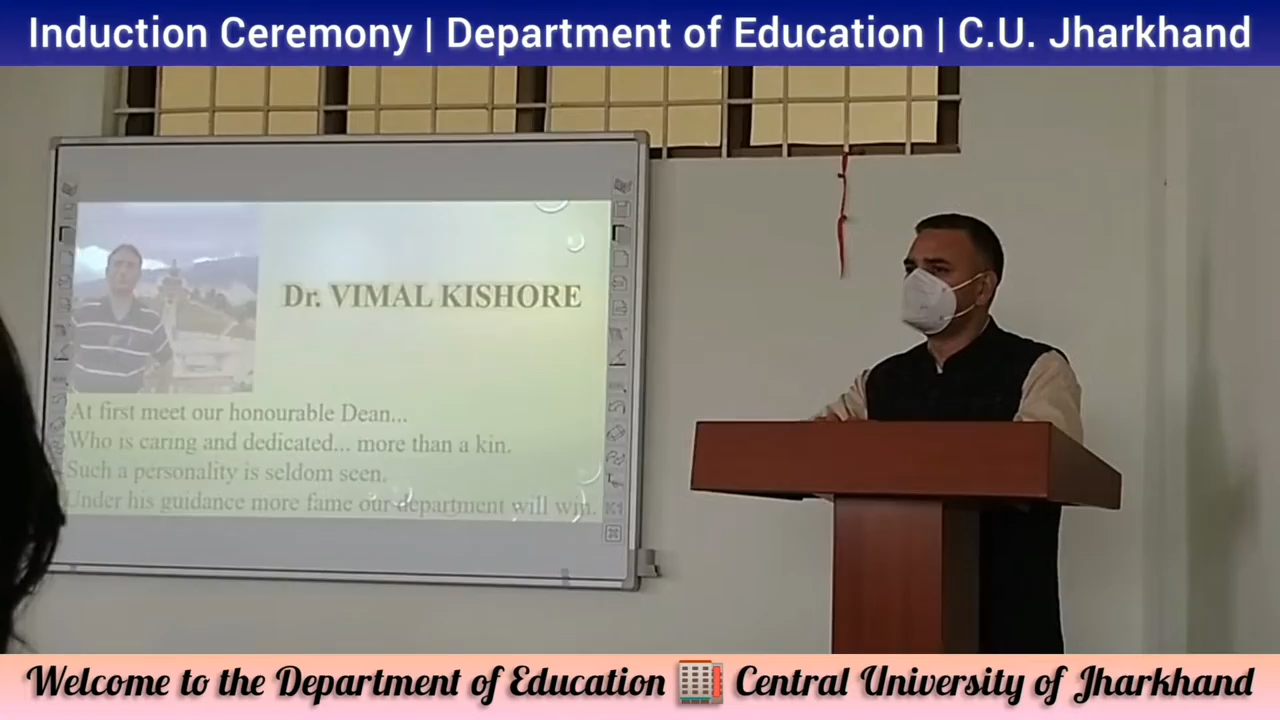 Induction Ceremony | Department of Education | C.U. Jharkhand
Dr. VIMAL KISHORE
At first meet our honourable Dean...
Who is caring and dedicated... more than a kin.
Such a personality is seldom seen.
Under his guidance more fame our department will win.
Welcome to the Department of Education Central University of Jharkhand